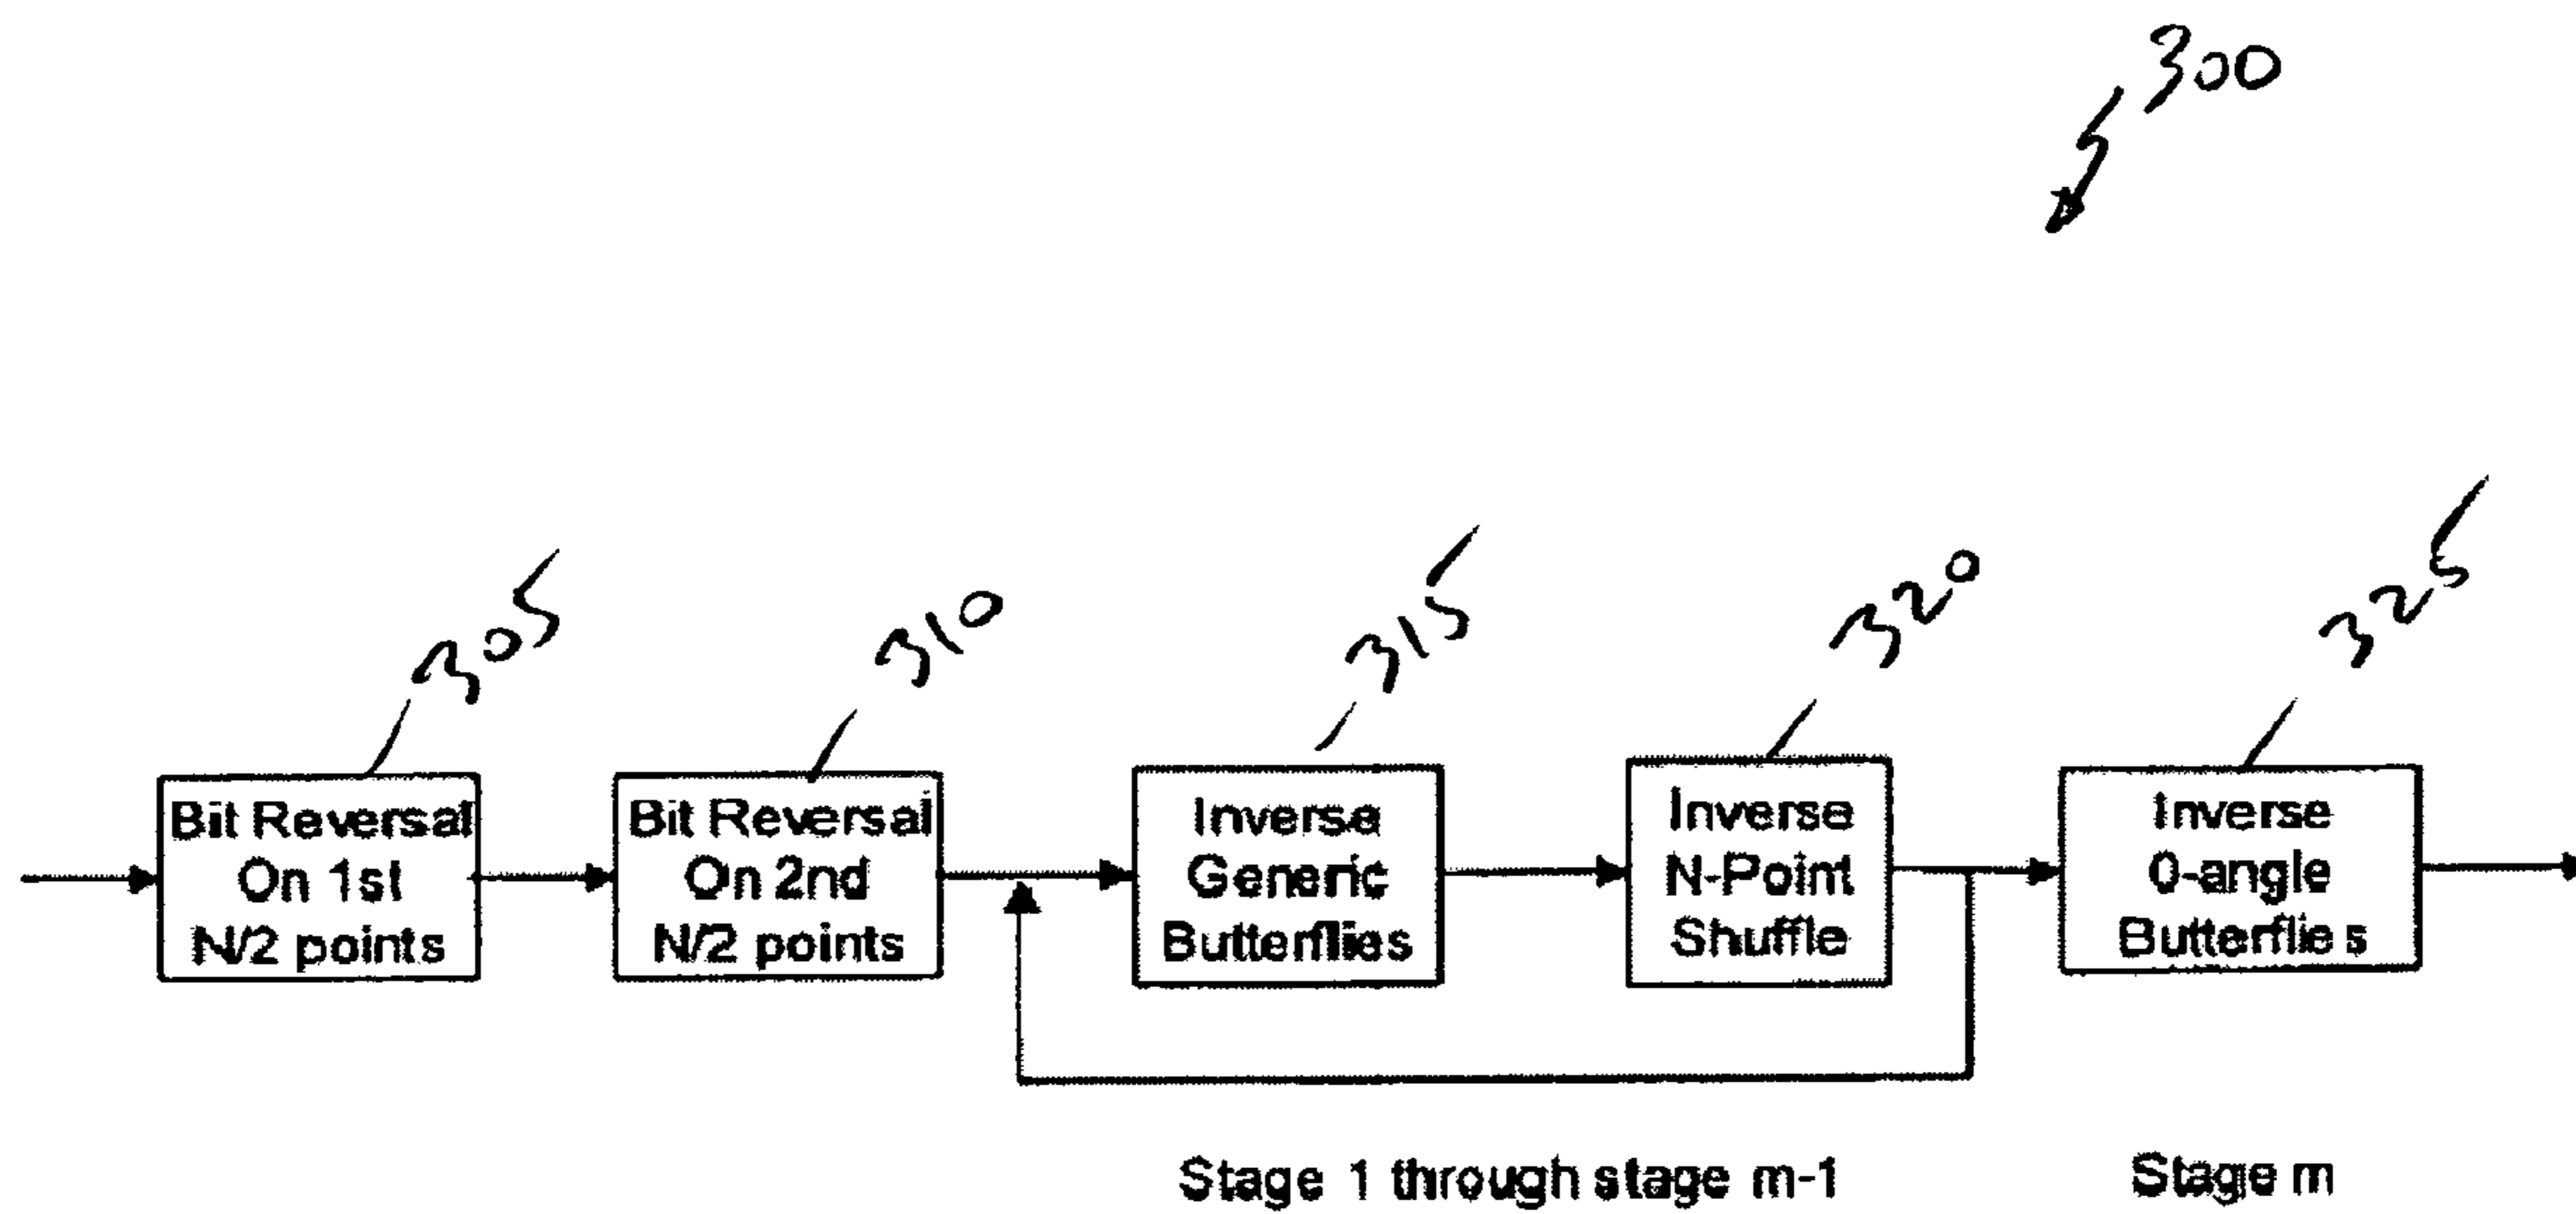 300
305
310
315
320
325
Bit Reversal
On 1st
N/2 points
Bit Reversal
On 2nd
N/2 points
Inverse
Generic
Butterflies
Inverse
N-Point
Shuffle
Inverse
0-angle
Butterflies
Stage 1 through stage m-1
Stage m